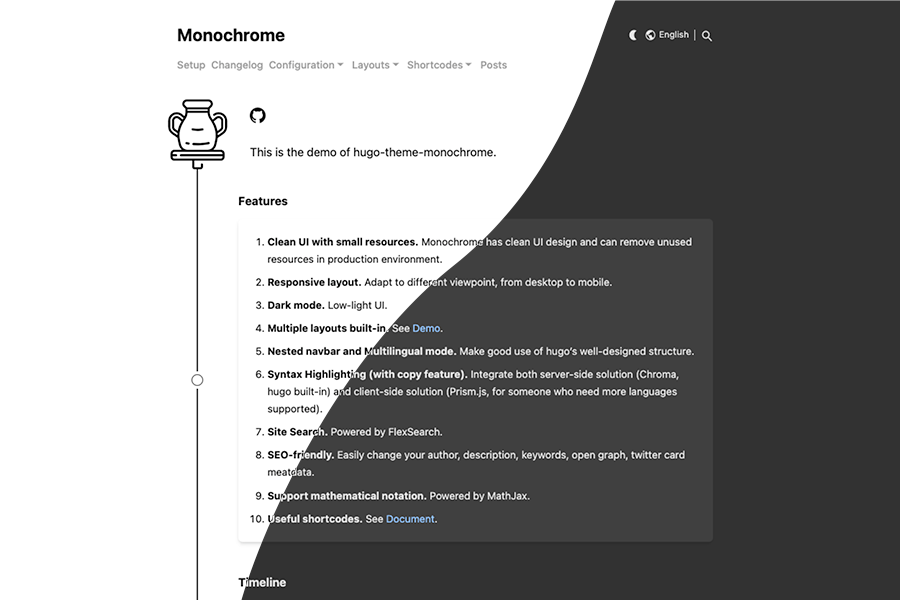 Monochrome
English |
Setup Changelog Configuration Layouts Shortcodes Posts
This is the demo of hugo-theme-monochrome.
Features
1. Clean UI with small resources. Monochrome has clean UI design and can remove unused
resources in production environment.
2. Responsive layout. Adapt to different viewpoint, from desktop to mobile.
3. Dark mode. Low-light UI.
4. Multiple layouts built-in. See Demo.
5. Nested navbar and Multilingual mode. Make good use of hugo's well-designed structure.
6. Syntax Highlighting (with copy feature). Integrate both server-side solution (Chroma,
hugo built-in) and client-side solution (Prism.js, for someone who need more languages
supported).
7. Site Search. Powered by FlexSearch.
8. SEO-friendly. Easily change your author, description, keywords, open graph, twitter card
meatdata.
9. Support mathematical notation. Powered by MathJax.
10. Useful shortcodes. See Document.
Timeline